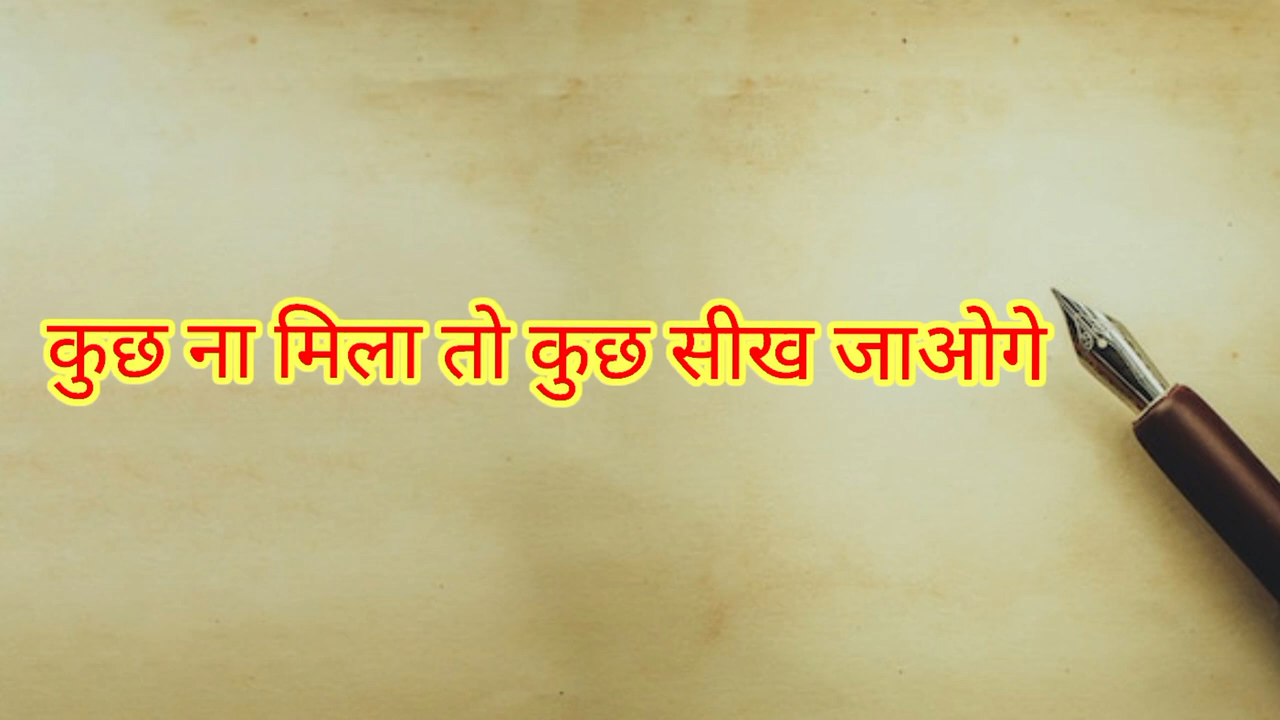 कुछ ना मिला तो कुछ सीख जाओगे